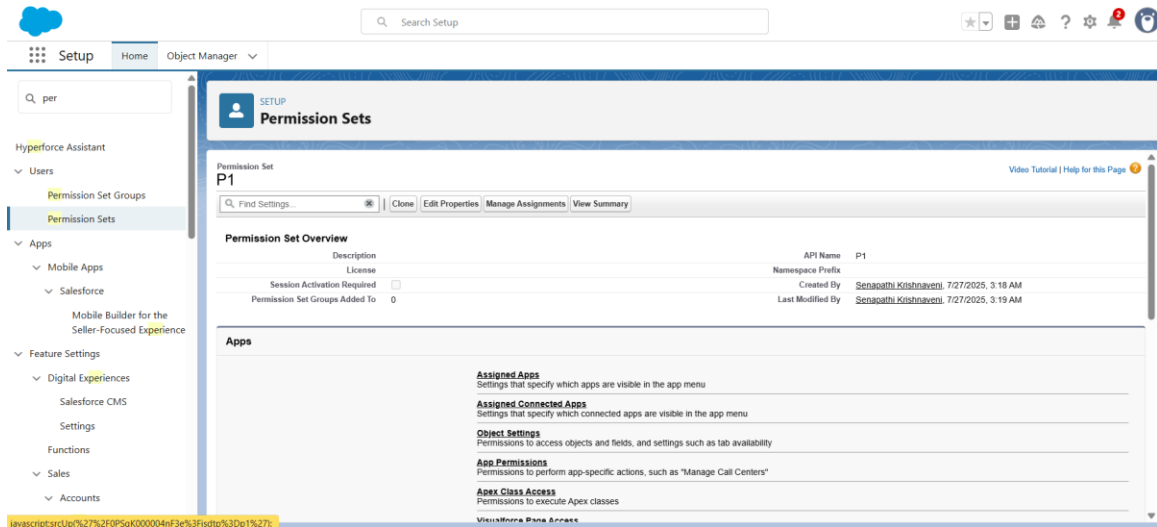 Search Setup
2
Setup
Home
Object Manager
per
Hyperforce Assistant
Users
Permission Set Groups
Permission Sets
Apps
Mobile Apps
Salesforce
Mobile Builder for the
Seller-Focused Experience
Feature Settings
Digital Experiences
Salesforce CMS
Settings
Functions
Sales
Accounts
javascript:srcUp(%27%2F0PSgK000004nF3e%3Fisdtp%3Dp1%27);
SETUP
Permission Sets
Permission Set
P1
Video Tutorial | Help for this Page
Find Settings...
Clone
Edit Properties
Manage Assignments
View Summary
Permission Set Overview
Description
API Name P1
License
Namespace Prefix
Session Activation Required
Created By Senapathi Krishnaveni, 7/27/2025, 3:18 AM
Permission Set Groups Added To 0
Last Modified By Senapathi Krishnaveni, 7/27/2025, 3:19 AM
Apps
Assigned Apps
Settings that specify which apps are visible in the app menu
Assigned Connected Apps
Settings that specify which connected apps are visible in the app menu
Object Settings
Permissions to access objects and fields, and settings such as tab availability
App Permissions
Permissions to perform app-specific actions, such as "Manage Call Centers"
Apex Class Access
Permissions to execute Apex classes
Visualforce Page Access